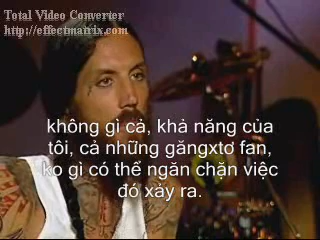 Total Video Converter
http://effectmatrix.com
không gì cả, khả năng của
tôi, cả những găngxtơ fan,
ko gì có thể ngăn chặn việc
đó xảy ra.